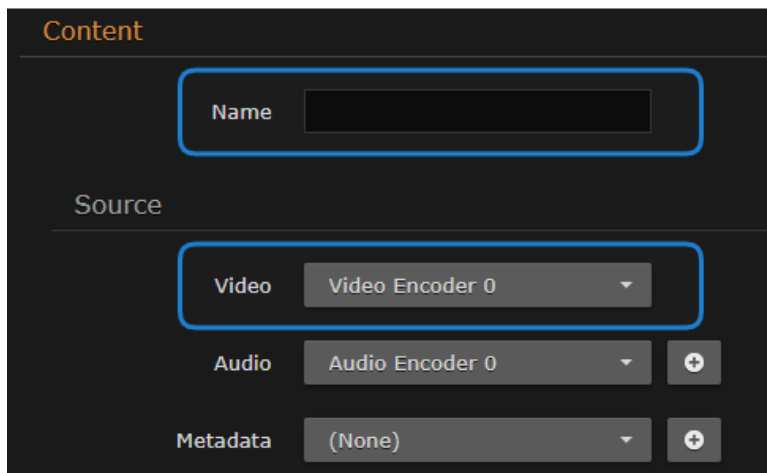 Content
Name
Source
Video Video Encoder 0
Audio Audio Encoder 0
Metadata (None)